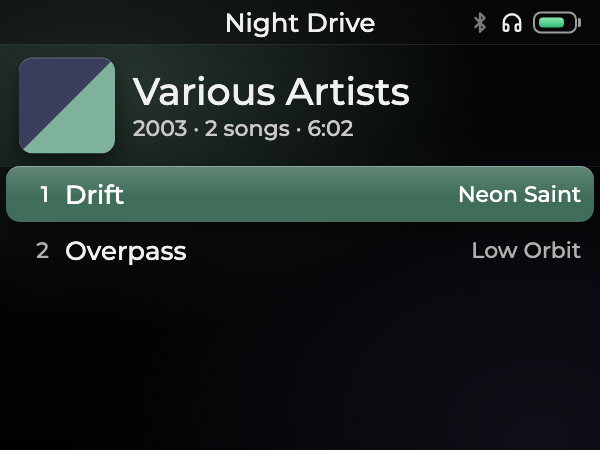 Night Drive
Various Artists
2003 · 2 songs · 6:02
1 Drift Neon Saint
2 Overpass Low Orbit